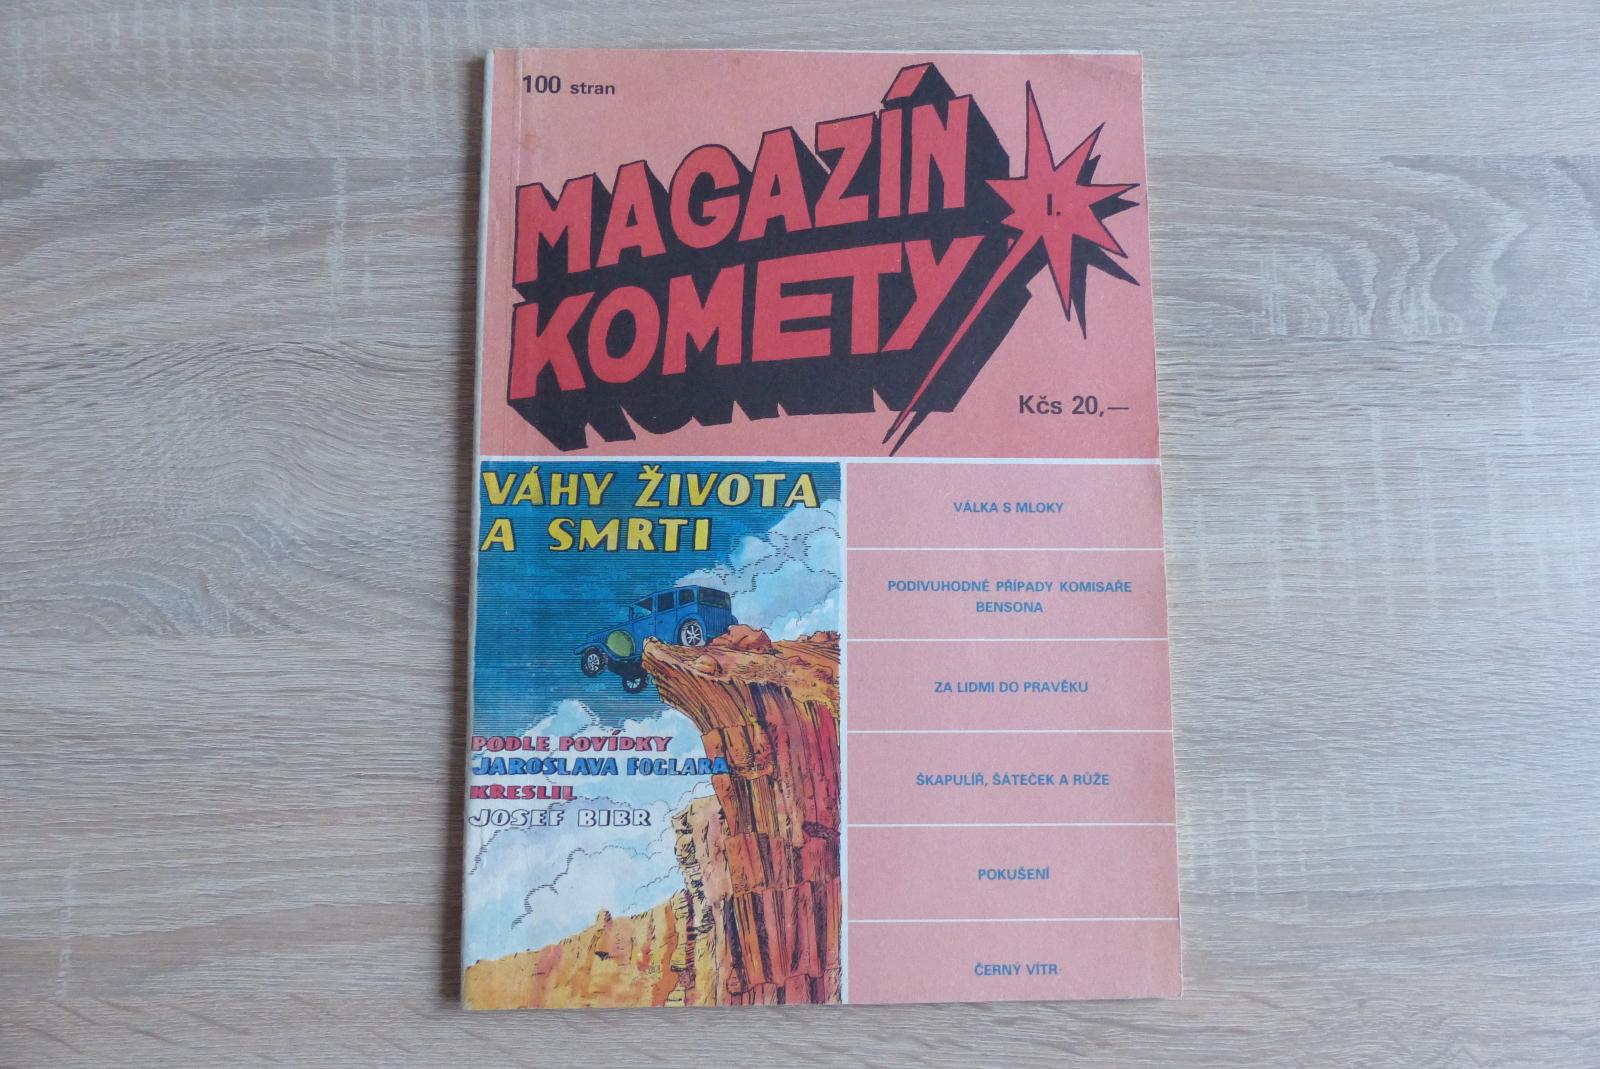 100 stran
MAGAZÍN
KOMETY
I.
Kčs 20,—
VÁHY ŽIVOTA
A SMRTI
PODLE POVÍDKY
JAROSLAVA FOGLARA
KRESLIL
JOSEF BIBR
VÁLKA S MLOKY
PODIVUHODNÉ PŘÍPADY KOMISAŘE
BENSONA
ZA LIDMI DO PRAVĚKU
ŠKAPULÍŘ, ŠÁTEČEK A RŮŽE
POKUŠENÍ
ČERNÝ VÍTR